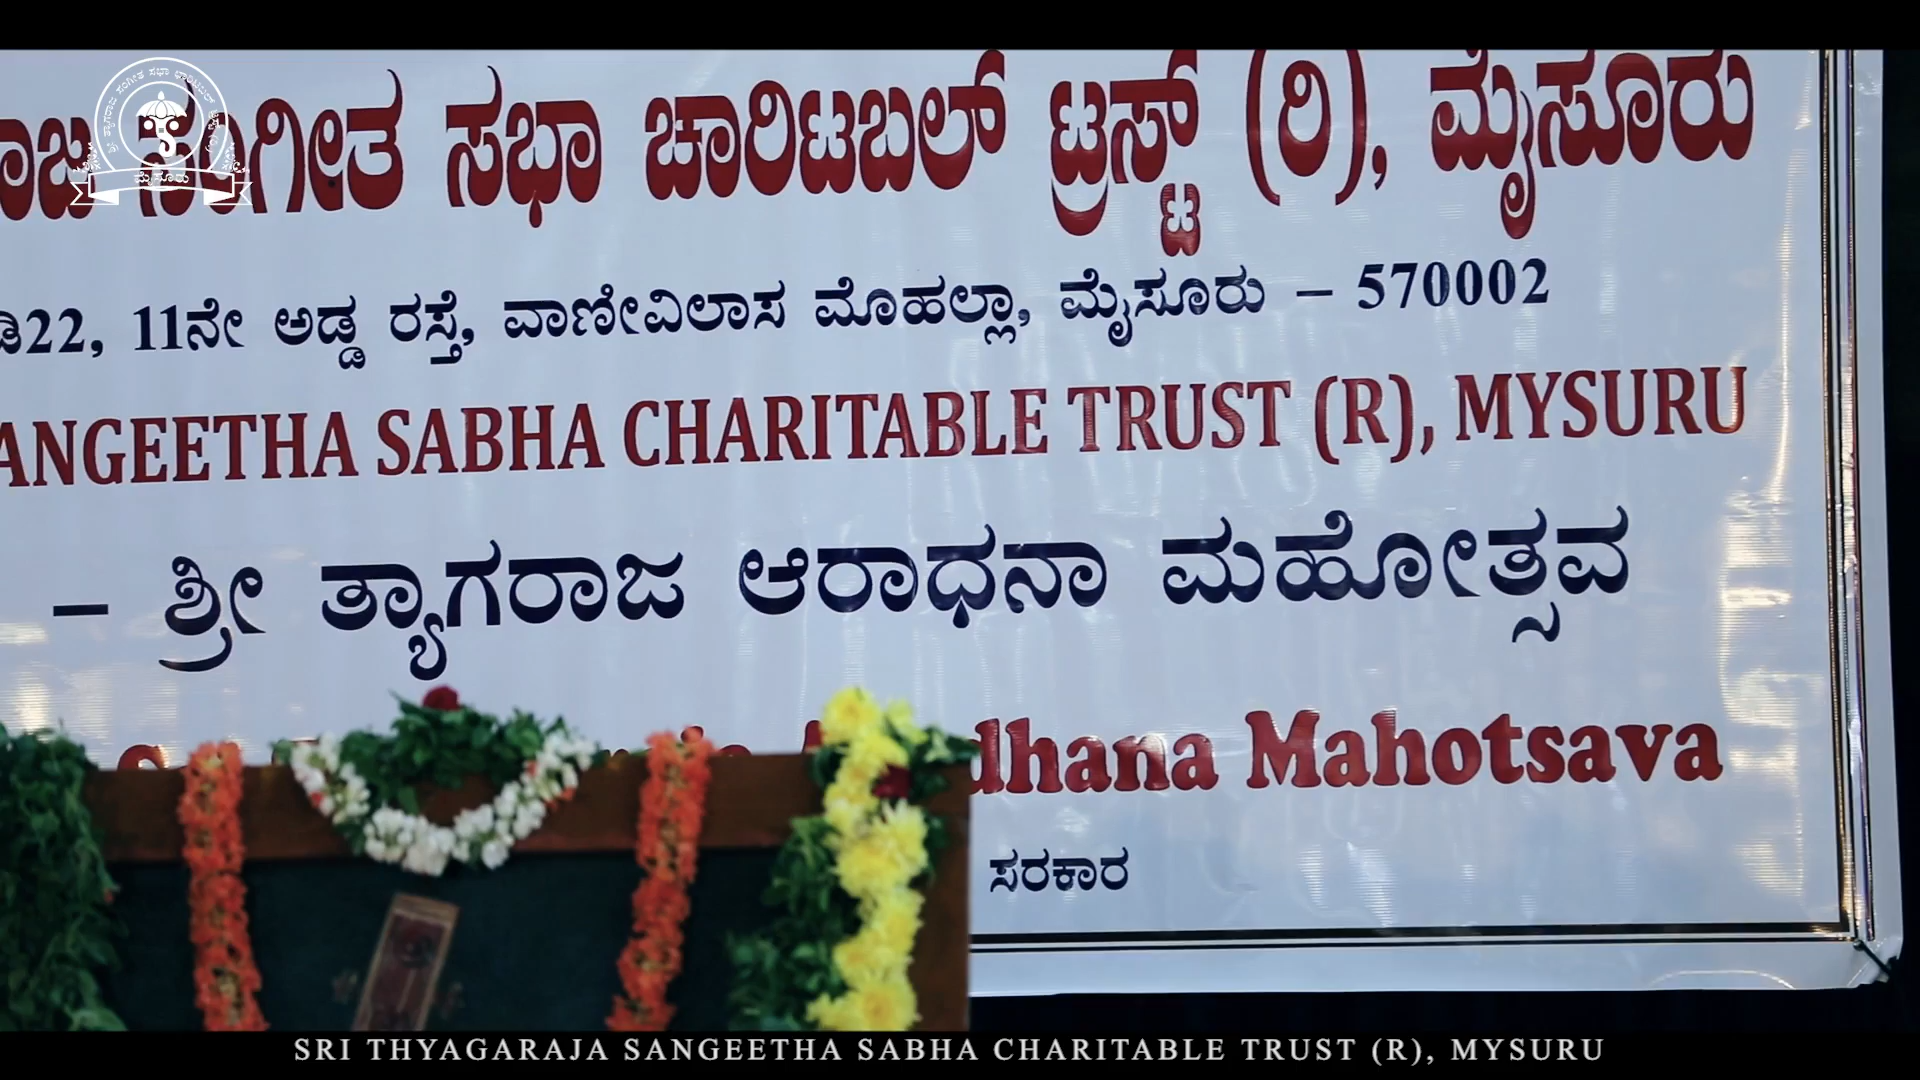 ಸಂಗೀತ ಸಭಾ ಚಾರಿಟಬಲ್ ಟ್ರಸ್ಟ್ (ರಿ), ಮೈಸೂರು
ಡಿ22, 11ನೇ ಅಡ್ಡ ರಸ್ತೆ, ವಾಣೀವಿಲಾಸ ಮೊಹಲ್ಲಾ, ಮೈಸೂರು – 570002
ANGEETHA SABHA CHARITABLE TRUST (R), MYSURU
– ಶ್ರೀ ತ್ಯಾಗರಾಜ ಆರಾಧನಾ ಮಹೋತ್ಸವ
dhana Mahotsava
ಸರಕಾರ
ಮೈಸೂರು
SRI THYAGARAJA SANGEETHA SABHA CHARITABLE TRUST (R), MYSURU